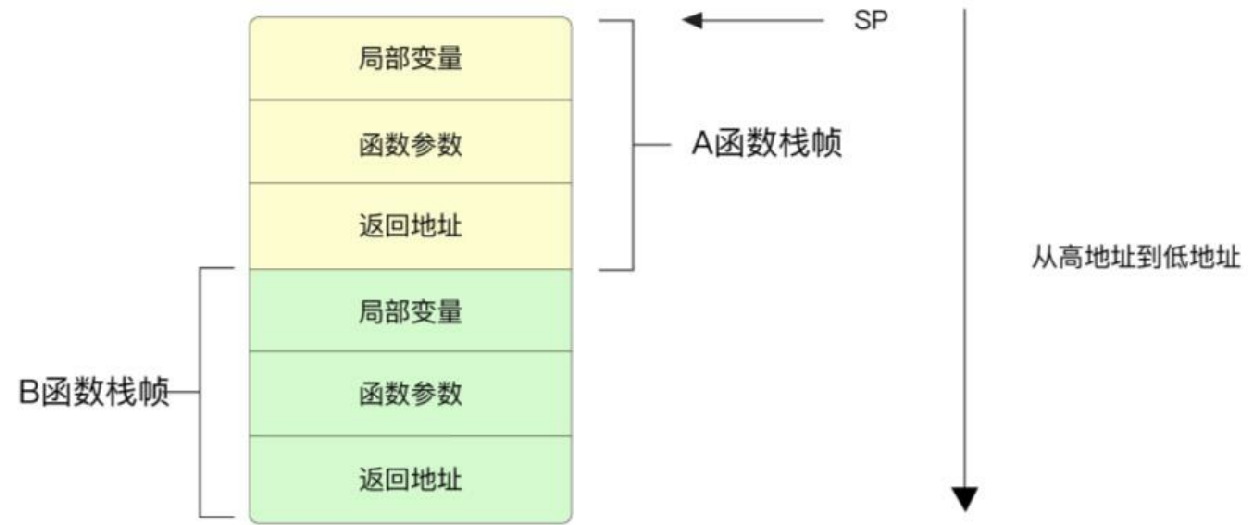 SP
局部变量
函数参数
A函数栈帧
返回地址
从高地址到低地址
局部变量
B函数栈帧
函数参数
返回地址